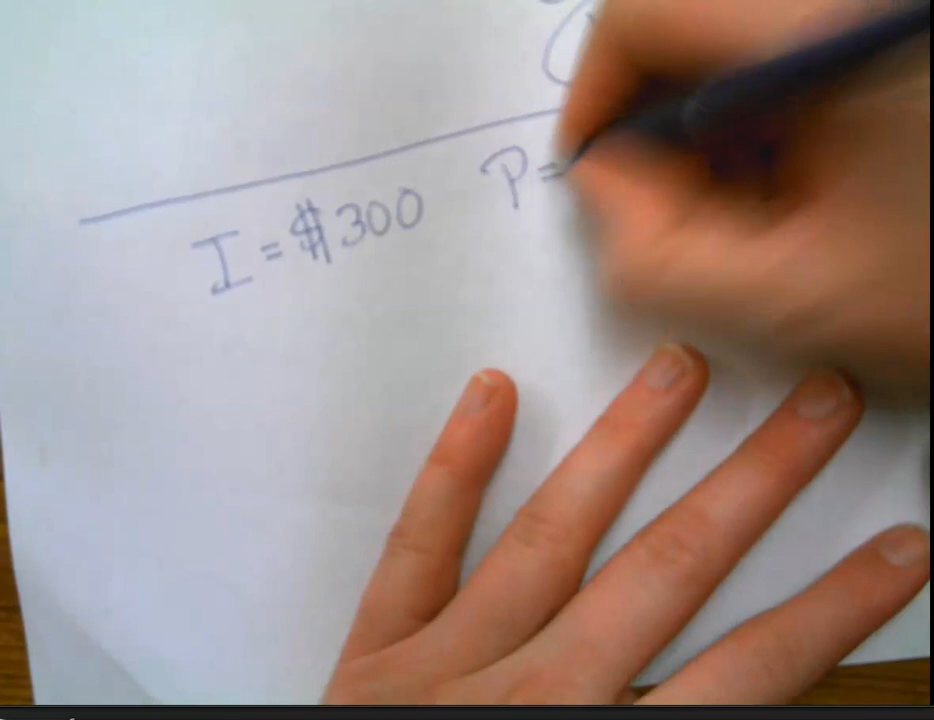 I = $300 P =